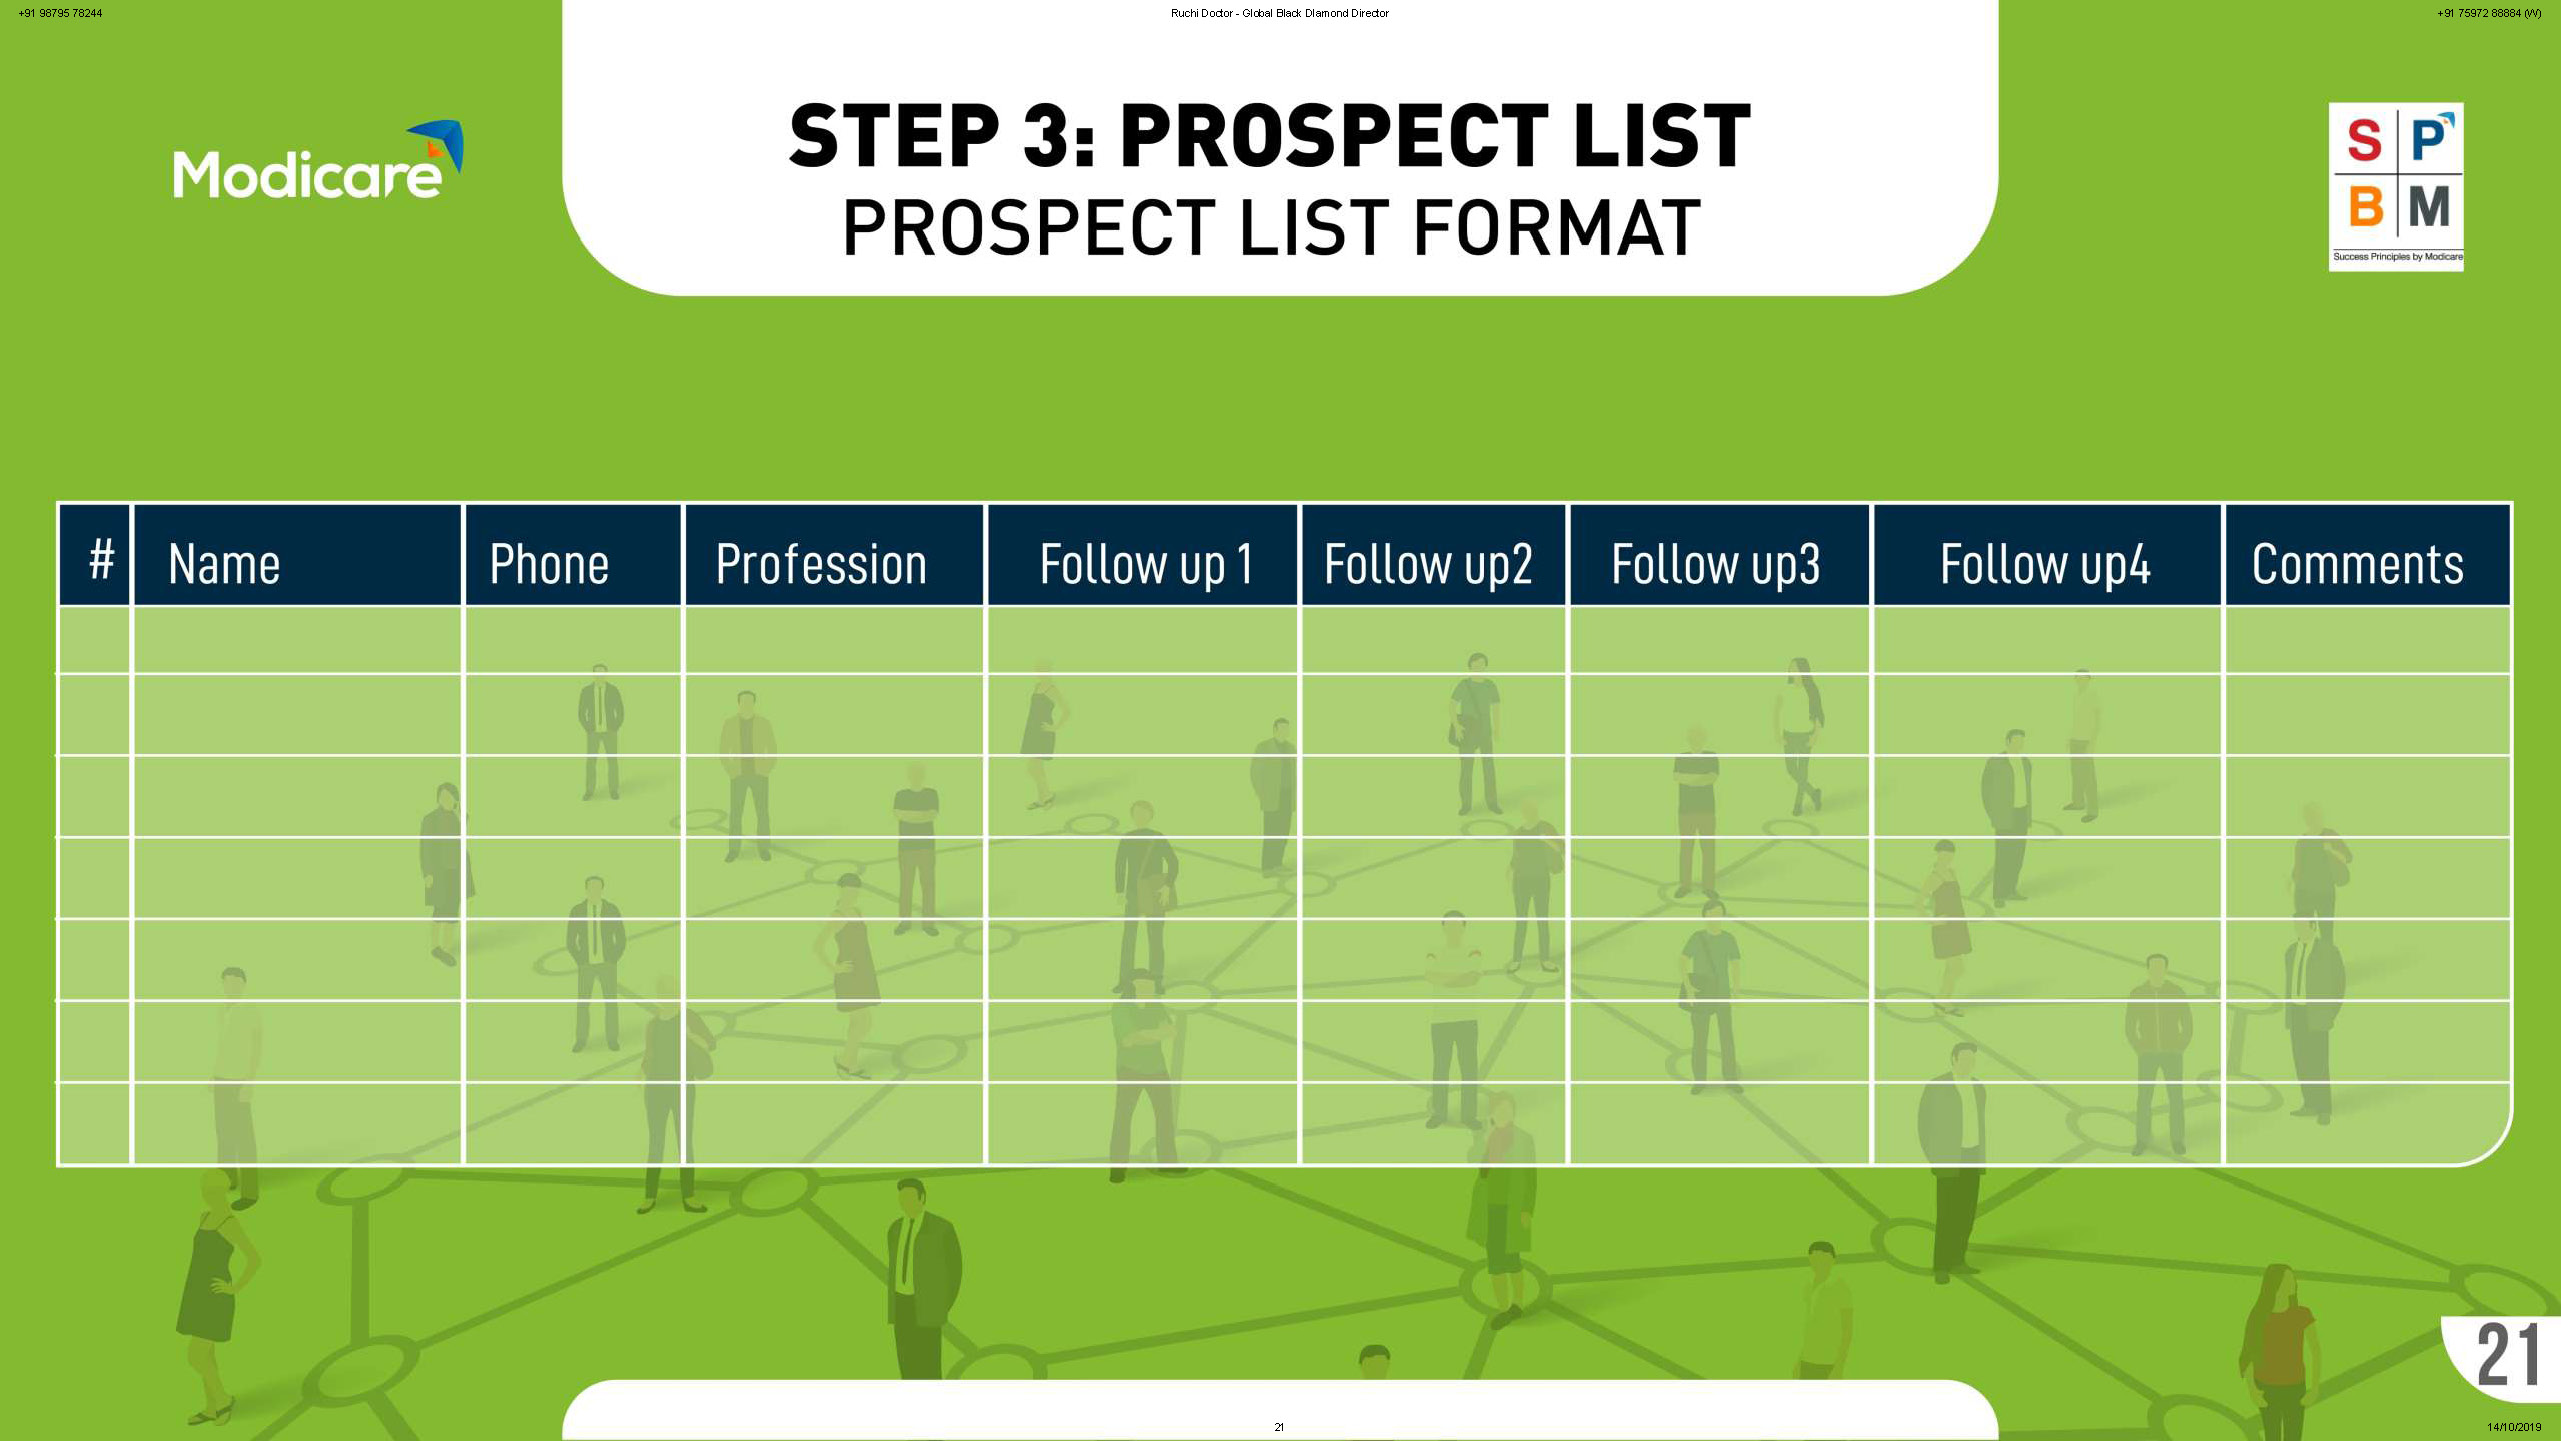 +91 98795 78244
Ruchi Doctor - Global Black Diamond Director
+91 75972 88884 (W)
Modicare
STEP 3: PROSPECT LIST
PROSPECT LIST FORMAT
S P
B M
Success Principles by Modicare
# Name Phone Profession Follow up 1 Follow up2 Follow up3 Follow up4 Comments
21
21
14/10/2019